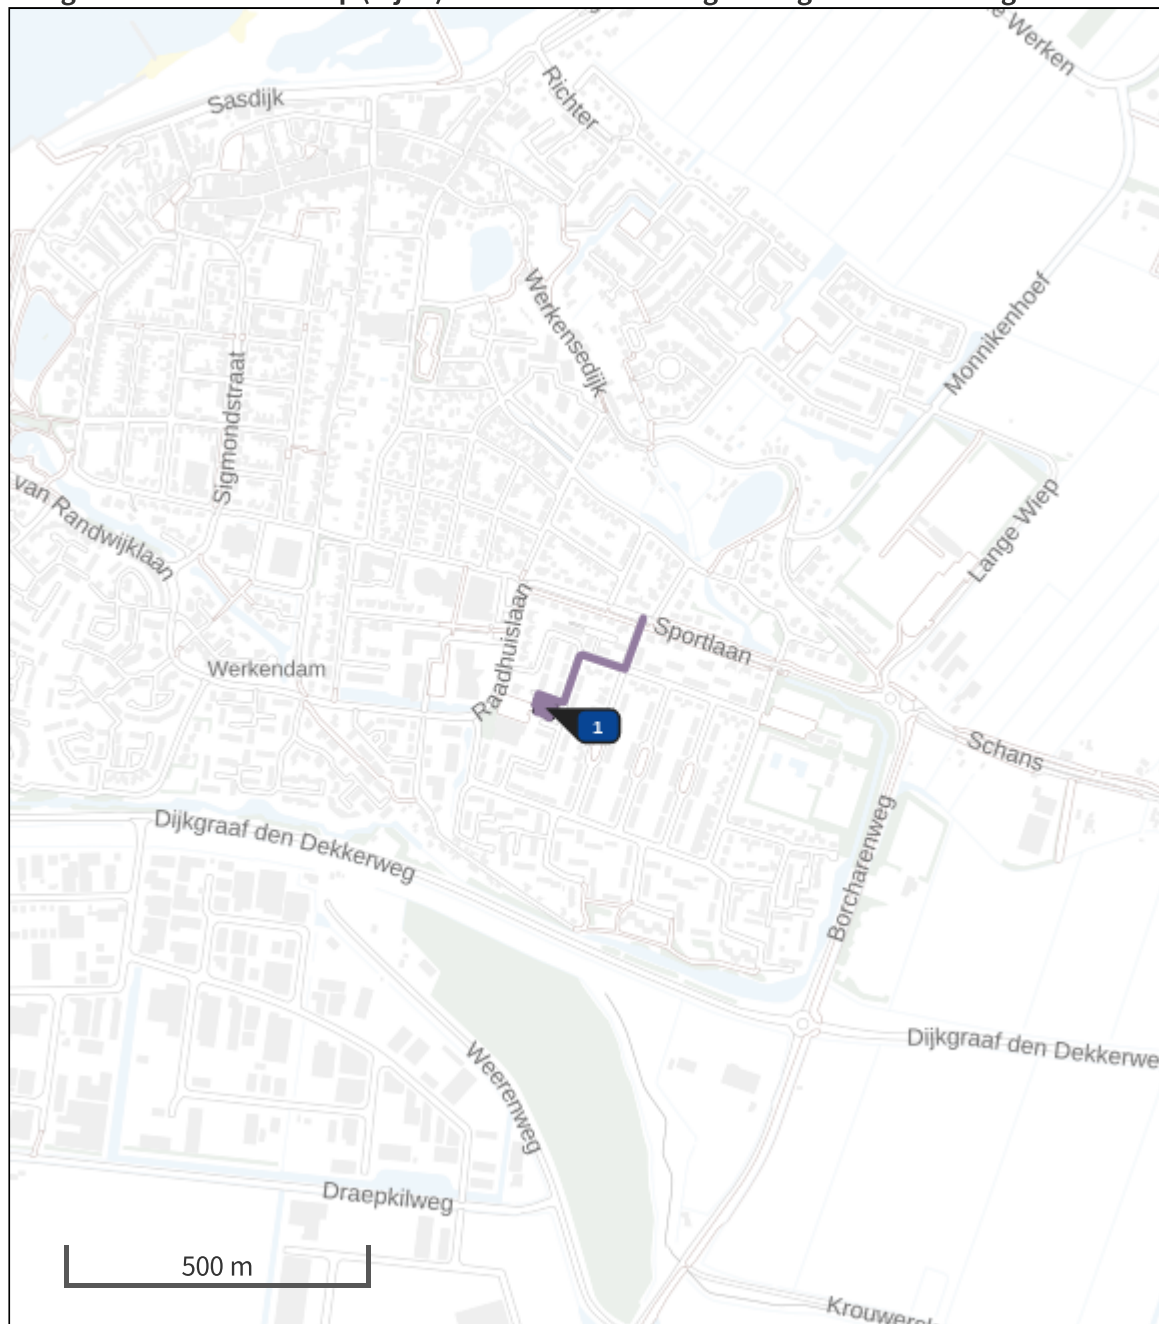 Werken
Richter
Sasdijk
Werkensedijk
Monnikenhoef
Sigmondstraat
Lange Wiep
van Randwijklaan
Raadhuislaan
Sportlaan
Werkendam
1
Schans
Dijkgraaf den Dekkerweg
Borcharenweg
Dijkgraaf den Dekkerwe
Weerenweg
Draepkilweg
500 m